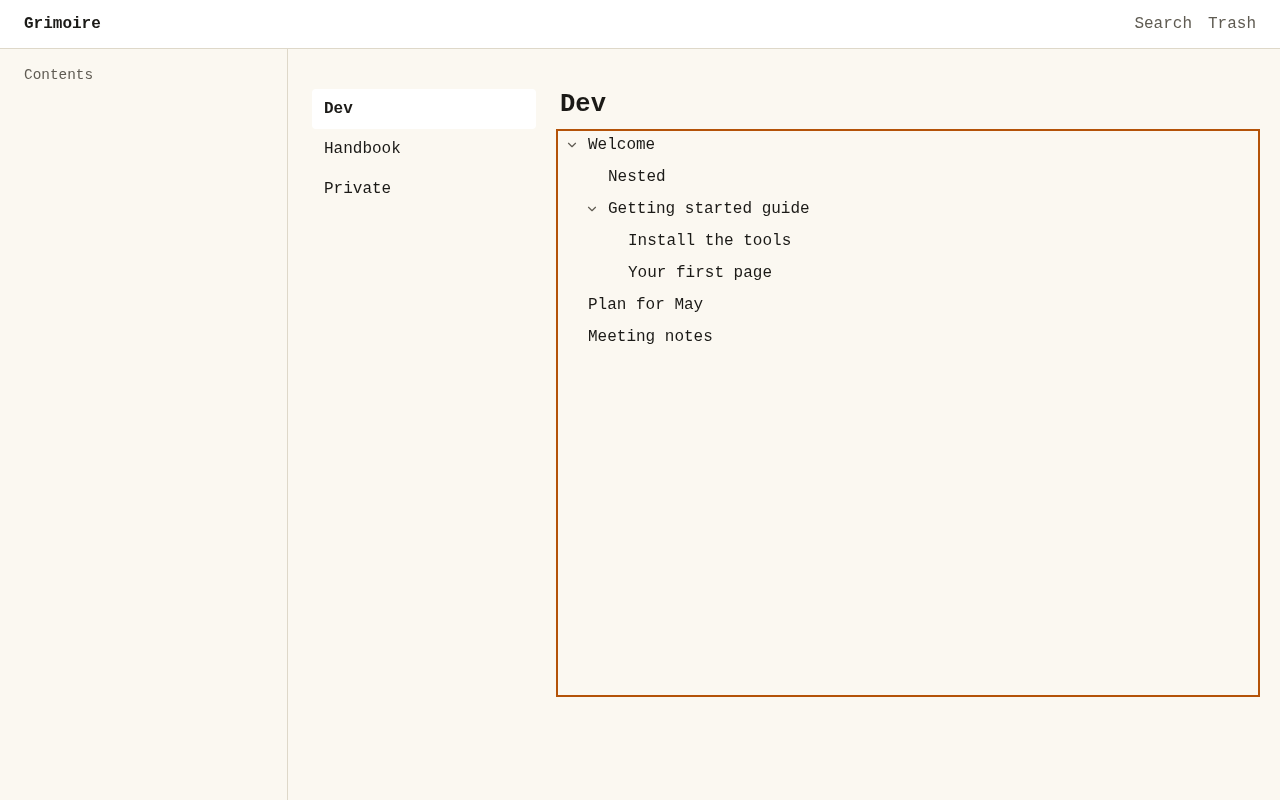 Grimoire
Search Trash
Contents
Dev
Handbook
Private
Dev
Welcome
Nested
Getting started guide
Install the tools
Your first page
Plan for May
Meeting notes